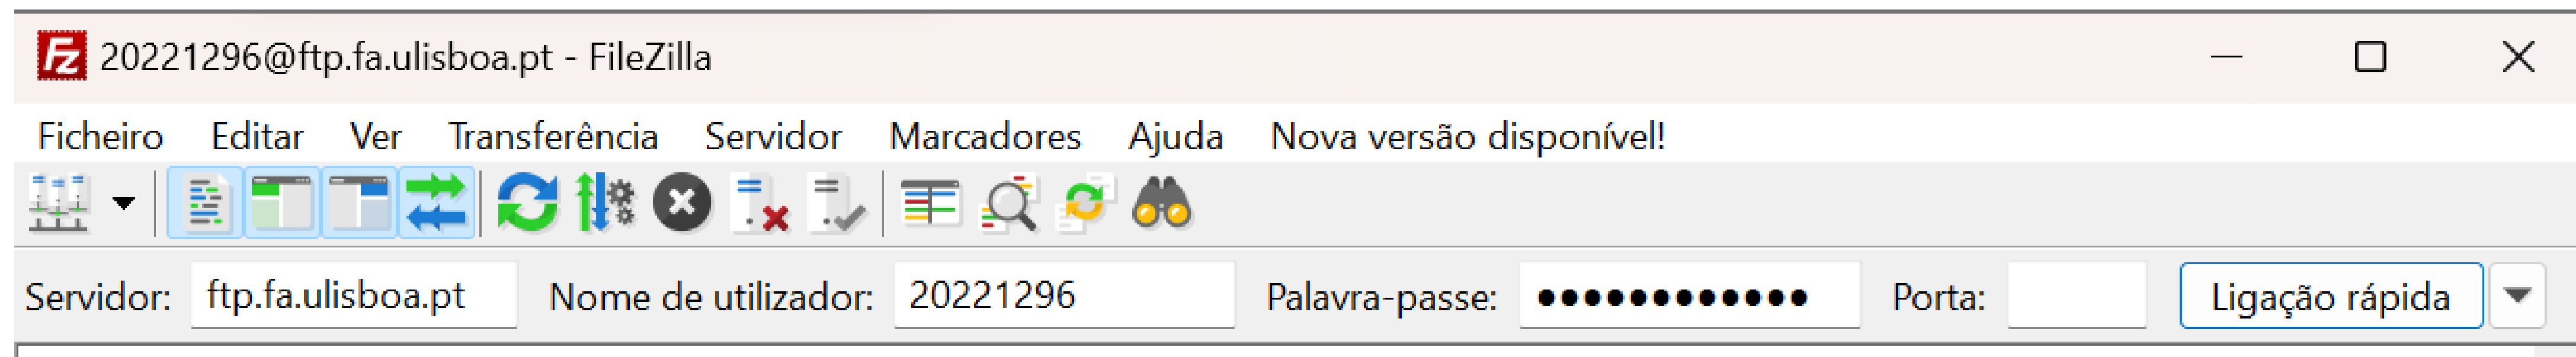 20221296@ftp.fa.ulisboa.pt - FileZilla
Ficheiro Editar Ver Transferência Servidor Marcadores Ajuda Nova versão disponível!
Servidor: ftp.fa.ulisboa.pt Nome de utilizador: 20221296 Palavra-passe: ●●●●●●●●●●●● Porta: Ligação rápida